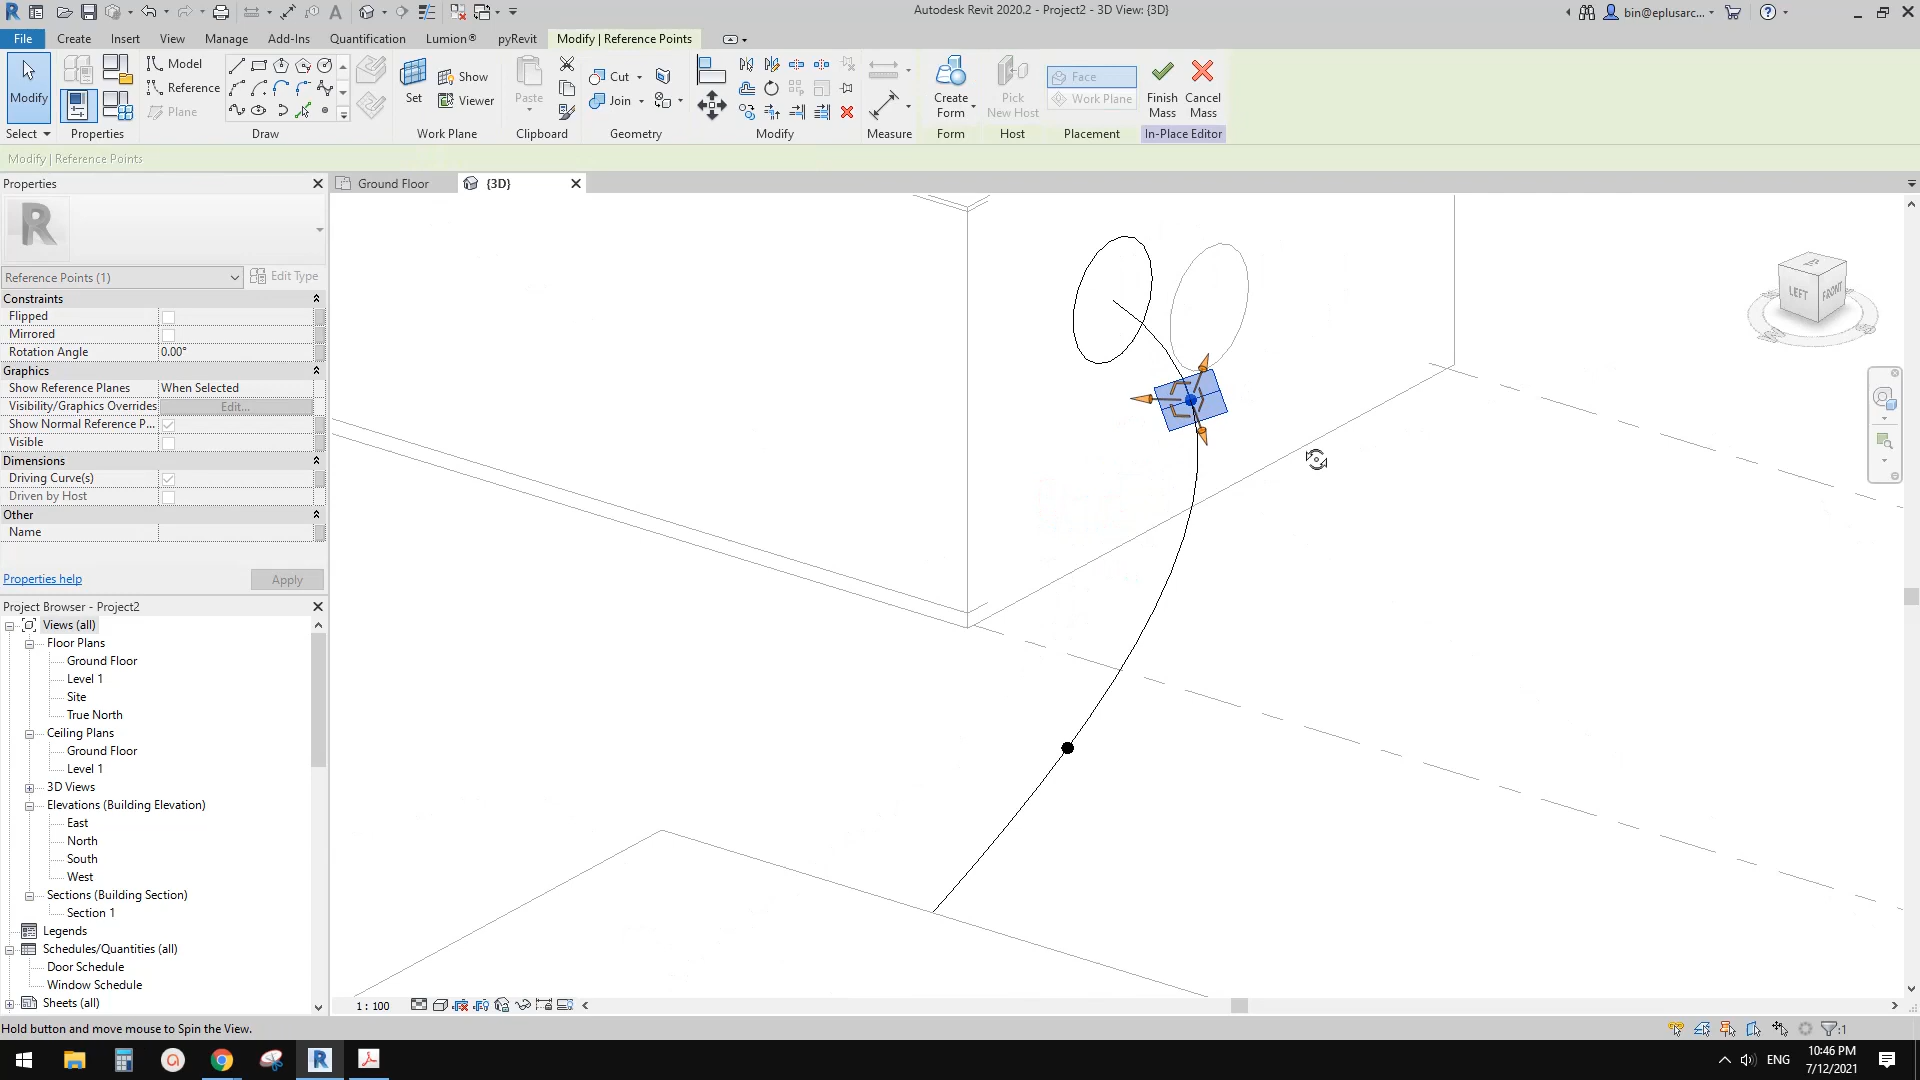 Autodesk Revit 2020.2 - Project2 - 3D View: {3D}
bin@eplusarc...
File
Create
Insert
View
Manage
Add-Ins
Quantification
Lumion®
pyRevit
Modify | Reference Points
Modify
Select
Properties
Model
Reference
Plane
Draw
Set
Show
Viewer
Work Plane
Paste
Clipboard
Cut
Join
Geometry
Modify
Measure
Create Form
Form
Pick New Host
Host
Face
Work Plane
Placement
Finish Mass
Cancel Mass
In-Place Editor
Modify | Reference Points
Properties
Ground Floor
{3D}
R
Reference Points (1)
Edit Type
Constraints
Flipped
Mirrored
Rotation Angle 0.00°
Graphics
Show Reference Planes When Selected
Visibility/Graphics Overrides Edit...
Show Normal Reference P...
Visible
Dimensions
Driving Curve(s)
Driven by Host
Other
Name
Properties help
Apply
Project Browser - Project2
Views (all)
Floor Plans
Ground Floor
Level 1
Site
True North
Ceiling Plans
Ground Floor
Level 1
3D Views
Elevations (Building Elevation)
East
North
South
West
Sections (Building Section)
Section 1
Legends
Schedules/Quantities (all)
Door Schedule
Window Schedule
Sheets (all)
LEFT
FRONT
1 : 100
Hold button and move mouse to Spin the View.
:1
ENG
10:46 PM
7/12/2021